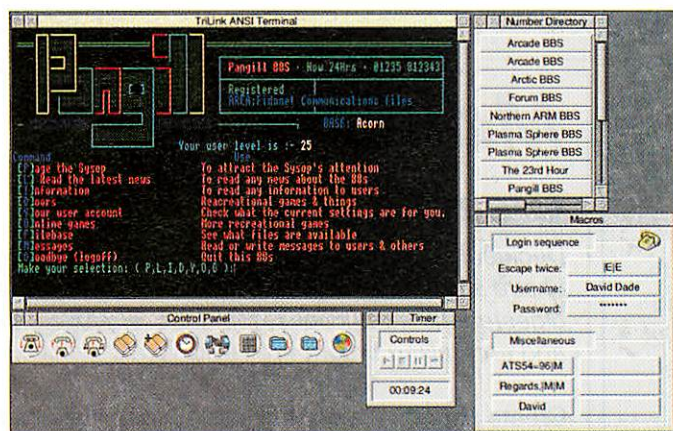 TriLink ANSI Terminal
Pangill BBS · Now 24Hrs · 01235 812343
Registered
AREA:Fidonet Communications files
BASE: Acorn
Your user level is :- 25
Command Use
[P]age the Sysop To attract the Sysop's attention
[L] Read the latest news To read any news about the BBs
[I]nformation To read any information to users
[D]oors Reacreational games & things
[Y]our user account Check what the current settings are for you.
[O]nline games More recreational games
[F]ilebase See what files are available
[M]essages Read or write messages to users & others
[G]oodbye (logoff) Quit this BBs
Make your selection: ( P,L,I,D,Y,O,G ):
Control Panel
Timer
Controls
00:09:24
Number Directory
Arcade BBS
Arcade BBS
Arctic BBS
Forum BBS
Northern ARM BBS
Plasma Sphere BBS
Plasma Sphere BBS
The 23rd Hour
Pangill BBS
Macros
Login sequence
Escape twice: |E|E
Username: David Dade
Password: *******
Miscellaneous
ATS54=96|M
Regards,|M|M
David